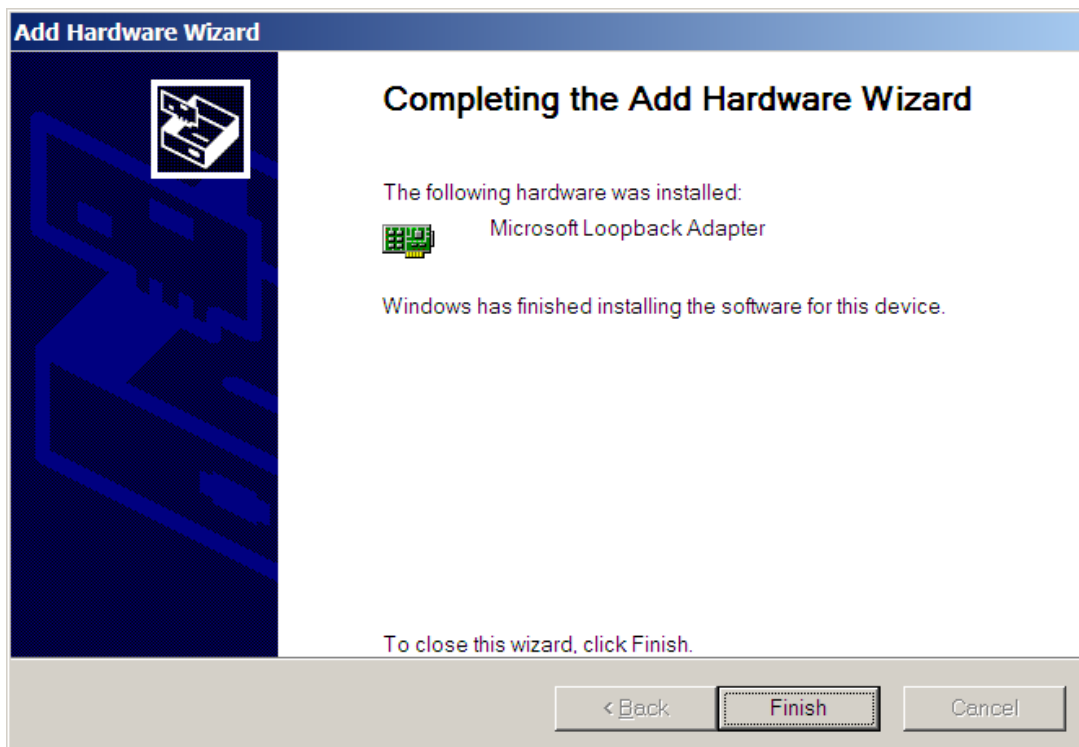 Add Hardware Wizard
Completing the Add Hardware Wizard
The following hardware was installed:
Microsoft Loopback Adapter
Windows has finished installing the software for this device.
To close this wizard, click Finish.
< Back Finish Cancel